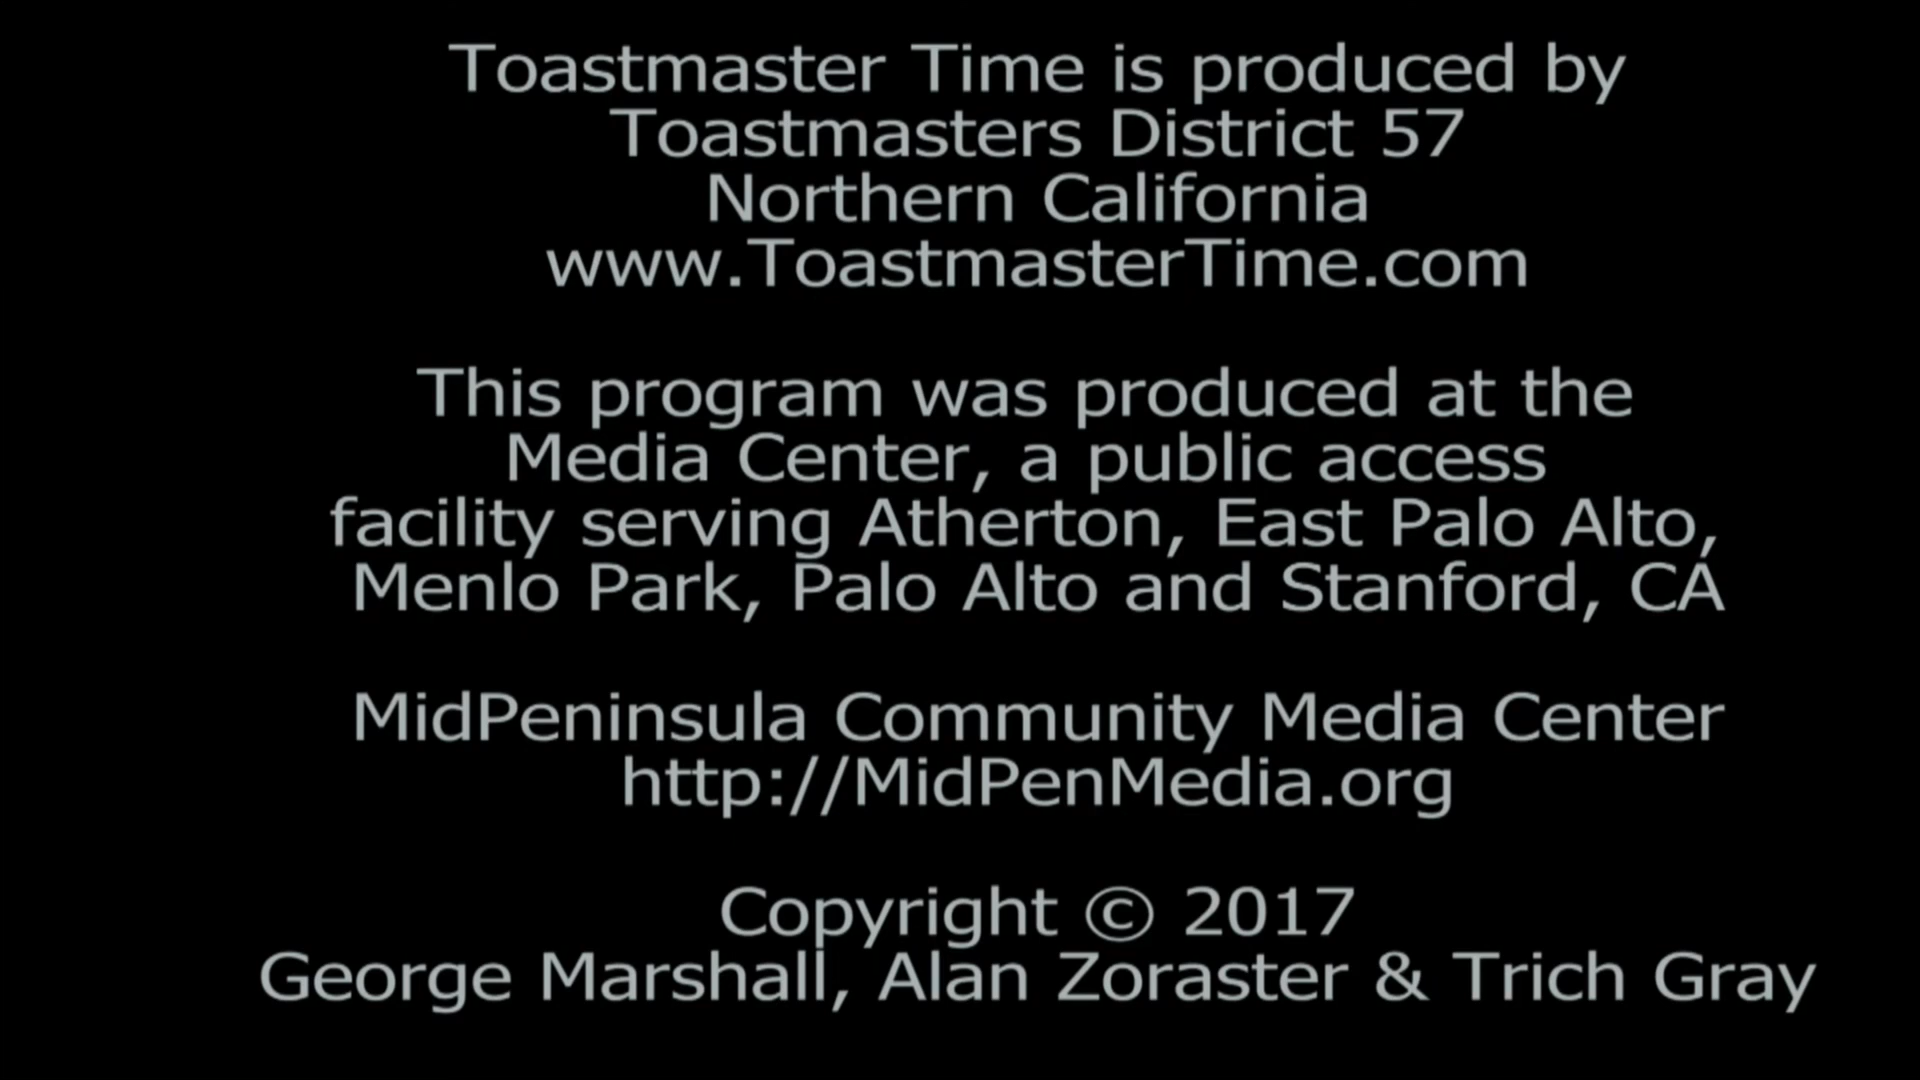 Toastmaster Time is produced by
Toastmasters District 57
Northern California
www.ToastmasterTime.com
This program was produced at the
Media Center, a public access
facility serving Atherton, East Palo Alto,
Menlo Park, Palo Alto and Stanford, CA
MidPeninsula Community Media Center
http://MidPenMedia.org
Copyright © 2017
George Marshall, Alan Zoraster & Trich Gray